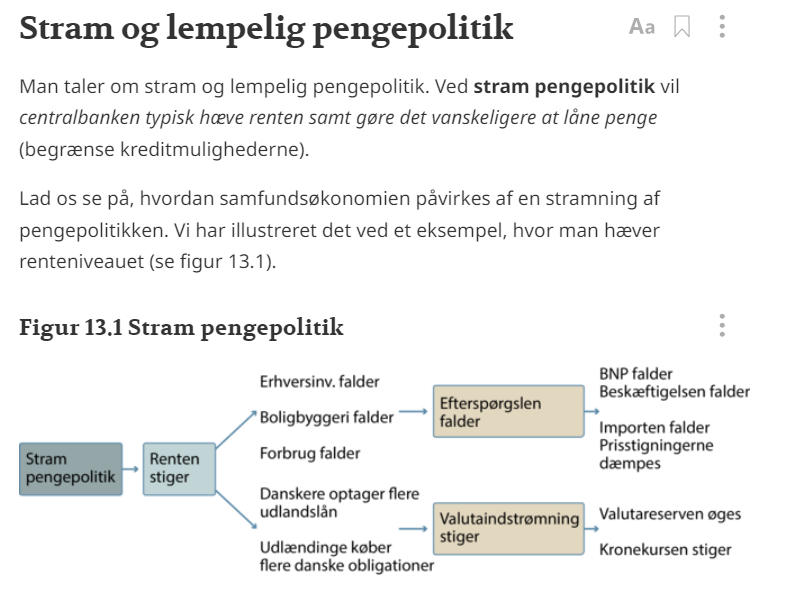 Stram og lempelig pengepolitik
Aa
Man taler om stram og lempelig pengepolitik. Ved stram pengepolitik vil
centralbanken typisk hæve renten samt gøre det vanskeligere at låne penge
(begrænse kreditmulighederne).
Lad os se på, hvordan samfundsøkonomien påvirkes af en stramning af
pengepolitikken. Vi har illustreret det ved et eksempel, hvor man hæver
renteniveauet (se figur 13.1).
Figur 13.1 Stram pengepolitik
Stram
pengepolitik
Renten
stiger
Erhversinv. falder
Boligbyggeri falder
Forbrug falder
Efterspørgslen
falder
BNP falder
Beskæftigelsen falder
Importen falder
Prisstigningerne
dæmpes
Danskere optager flere
udlandslån
Udlændinge køber
flere danske obligationer
Valutaindstrømning
stiger
Valutareserven øges
Kronekursen stiger